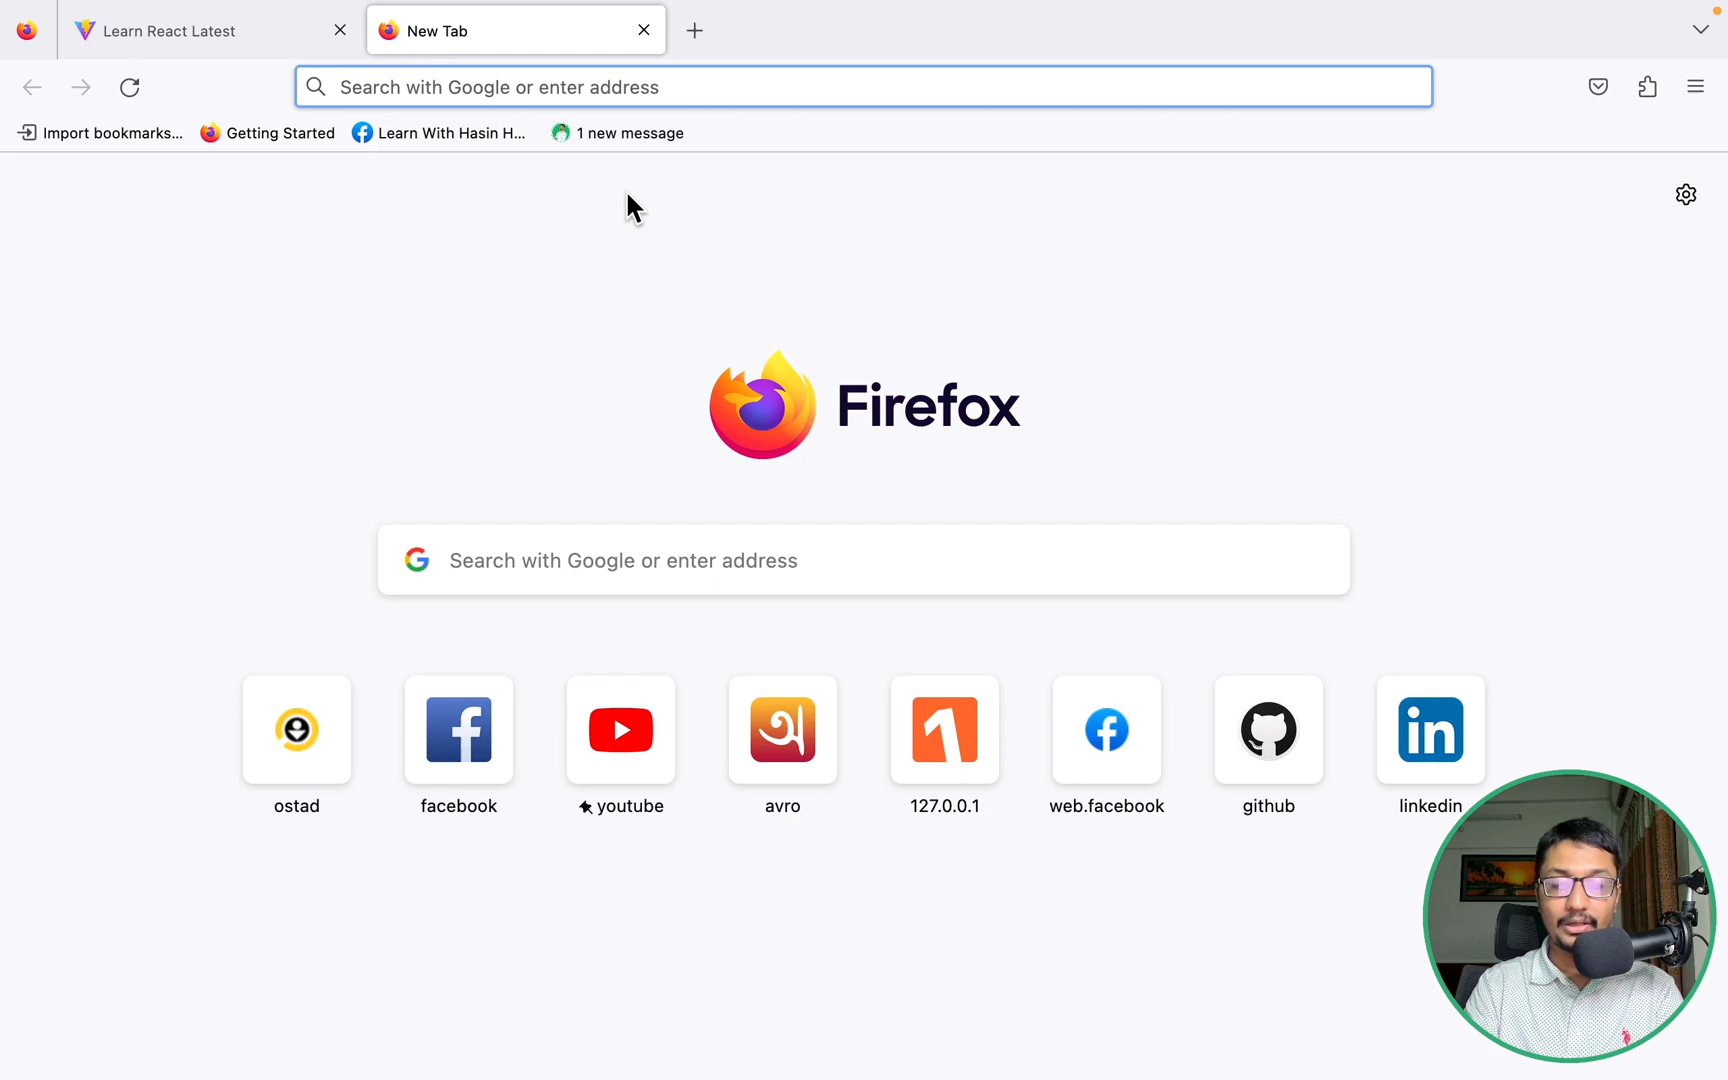 Learn React Latest
New Tab
Search with Google or enter address
Import bookmarks...
Getting Started
Learn With Hasin H...
1 new message
Firefox
Search with Google or enter address
অ
in
ostad
facebook
youtube
avro
127.0.0.1
web.facebook
github
linkedin